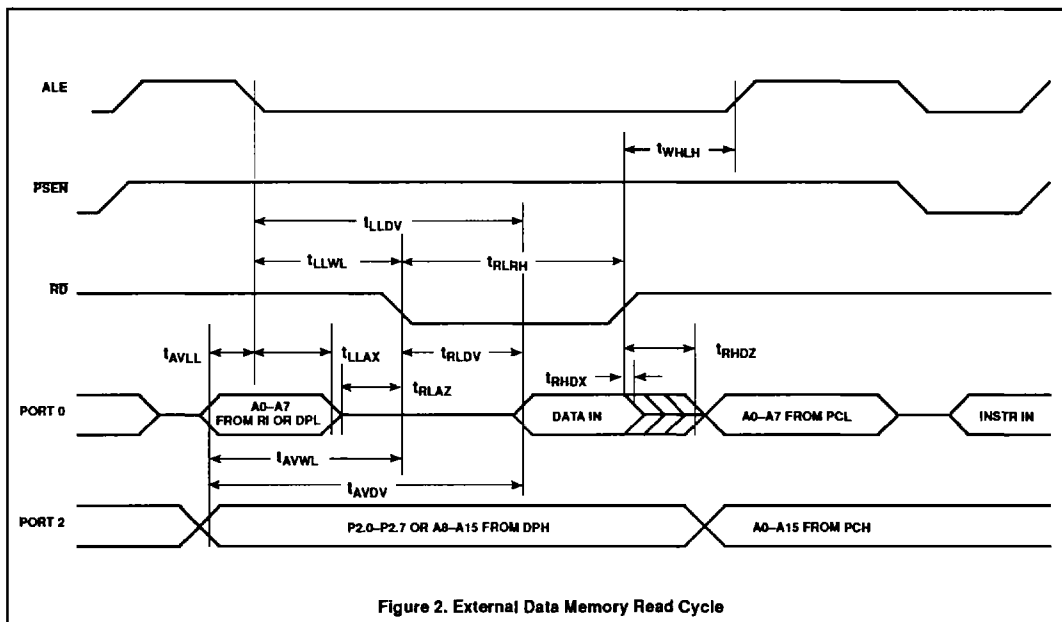 ALE
tWHLH
PSEN
tLLDV
tLLWL
tRLRH
RD
tAVLL
tLLAX
tRLDV
tRHDZ
tRLAZ
tRHDX
PORT 0
A0–A7
FROM RI OR DPL
DATA IN
A0–A7 FROM PCL
INSTR IN
tAVWL
tAVDV
PORT 2
P2.0–P2.7 OR A8–A15 FROM DPH
A0–A15 FROM PCH
Figure 2. External Data Memory Read Cycle